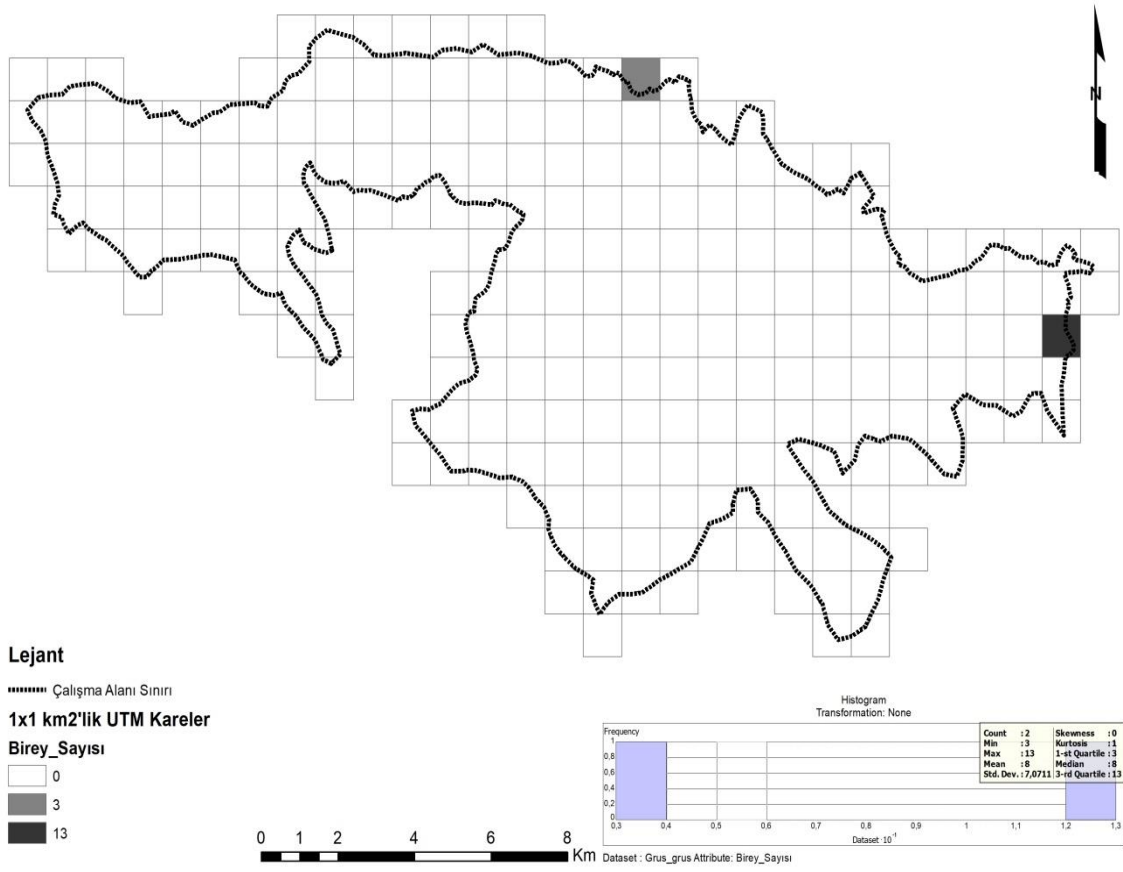 N
Lejant
Çalışma Alanı Sınırı
1x1 km2'lik UTM Kareler
Birey_Sayısı
0
3
13
0 1 2 4 6 8
Km
Histogram
Transformation: None
Frequency
1
0,8
0,6
0,4
0,2
0
0,3 0,4 0,5 0,6 0,7 0,8 0,9 1 1,1 1,2 1,3
Dataset ·10⁻¹
Count : 2 Skewness : 0
Min : 3 Kurtosis : 1
Max : 13 1-st Quartile : 3
Mean : 8 Median : 8
Std. Dev. : 7,0711 3-rd Quartile : 13
Dataset : Grus_grus Attribute: Birey_Sayısı